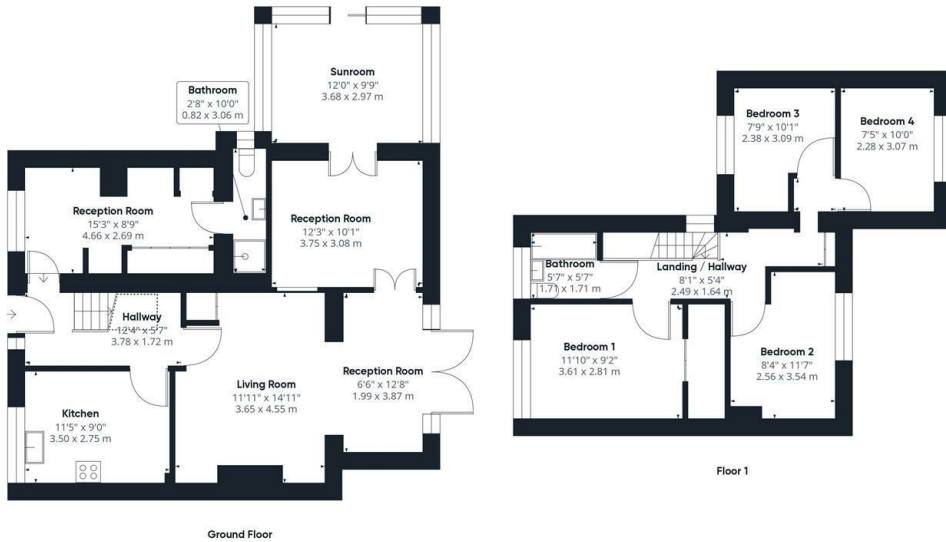 Sunroom
12'0" x 9'9"
3.68 x 2.97 m
Bathroom
2'8" x 10'0"
0.82 x 3.06 m
Reception Room
15'3" x 8'9"
4.66 x 2.69 m
Reception Room
12'3" x 10'1"
3.75 x 3.08 m
Hallway
12'4" x 5'7"
3.78 x 1.72 m
Living Room
11'11" x 14'11"
3.65 x 4.55 m
Reception Room
6'6" x 12'8"
1.99 x 3.87 m
Kitchen
11'5" x 9'0"
3.50 x 2.75 m
Ground Floor
Bedroom 3
7'9" x 10'1"
2.38 x 3.09 m
Bedroom 4
7'5" x 10'0"
2.28 x 3.07 m
Bathroom
5'7" x 5'7"
1.71 x 1.71 m
Landing / Hallway
8'1" x 5'4"
2.49 x 1.64 m
Bedroom 1
11'10" x 9'2"
3.61 x 2.81 m
Bedroom 2
8'4" x 11'7"
2.56 x 3.54 m
Floor 1